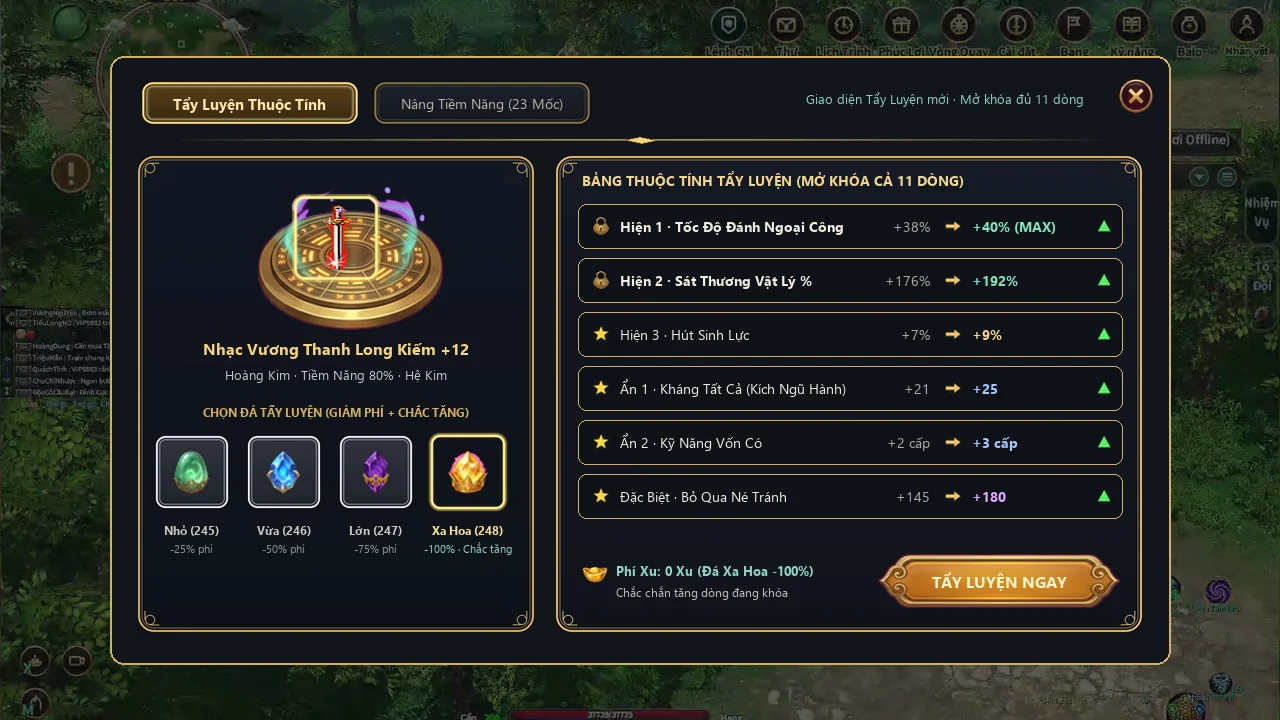 Lệnh GM
Thư
Lịch Trình
Phúc Lợi
Vòng Quay
Cài đặt
Bang
Kỹ năng
Balo
Nhân vật
Tẩy Luyện Thuộc Tính
Nâng Tiềm Năng (23 Mốc)
Giao diện Tẩy Luyện mới · Mở khóa đủ 11 dòng
Offline)
Nhiệm
Vụ
Tổ
Đội
Nhạc Vương Thanh Long Kiếm +12
Hoàng Kim · Tiềm Năng 80% · Hệ Kim
CHỌN ĐÁ TẨY LUYỆN (GIẢM PHÍ + CHẮC TĂNG)
Nhỏ (245)
-25% phí
Vừa (246)
-50% phí
Lớn (247)
-75% phí
Xa Hoa (248)
-100% · Chắc tăng
BẢNG THUỘC TÍNH TẨY LUYỆN (MỞ KHÓA CẢ 11 DÒNG)
Hiện 1 · Tốc Độ Đánh Ngoại Công +38% +40% (MAX)
Hiện 2 · Sát Thương Vật Lý % +176% +192%
Hiện 3 · Hút Sinh Lực +7% +9%
Ẩn 1 · Kháng Tất Cả (Kích Ngũ Hành) +21 +25
Ẩn 2 · Kỹ Năng Vốn Có +2 cấp +3 cấp
Đặc Biệt · Bỏ Qua Né Tránh +145 +180
Phí Xu: 0 Xu (Đá Xa Hoa -100%)
Chắc chắn tăng dòng đang khóa
TẨY LUYỆN NGAY
37729/37729